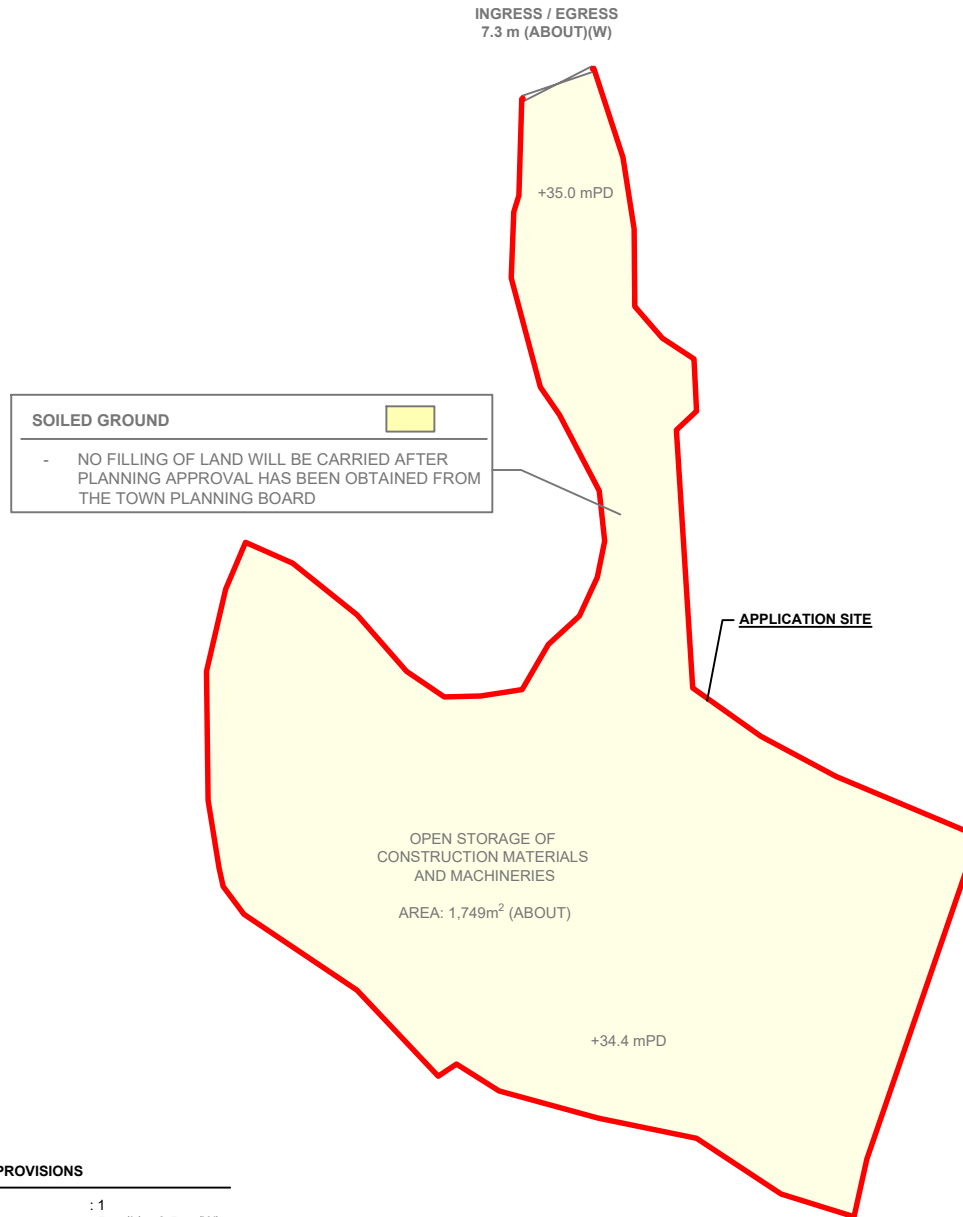 INGRESS / EGRESS
7.3 m (ABOUT)(W)
+35.0 mPD
SOILED GROUND
- NO FILLING OF LAND WILL BE CARRIED AFTER
PLANNING APPROVAL HAS BEEN OBTAINED FROM
THE TOWN PLANNING BOARD
APPLICATION SITE
OPEN STORAGE OF
CONSTRUCTION MATERIALS
AND MACHINERIES
AREA: 1,749m² (ABOUT)
+34.4 mPD
PROVISIONS
: 1